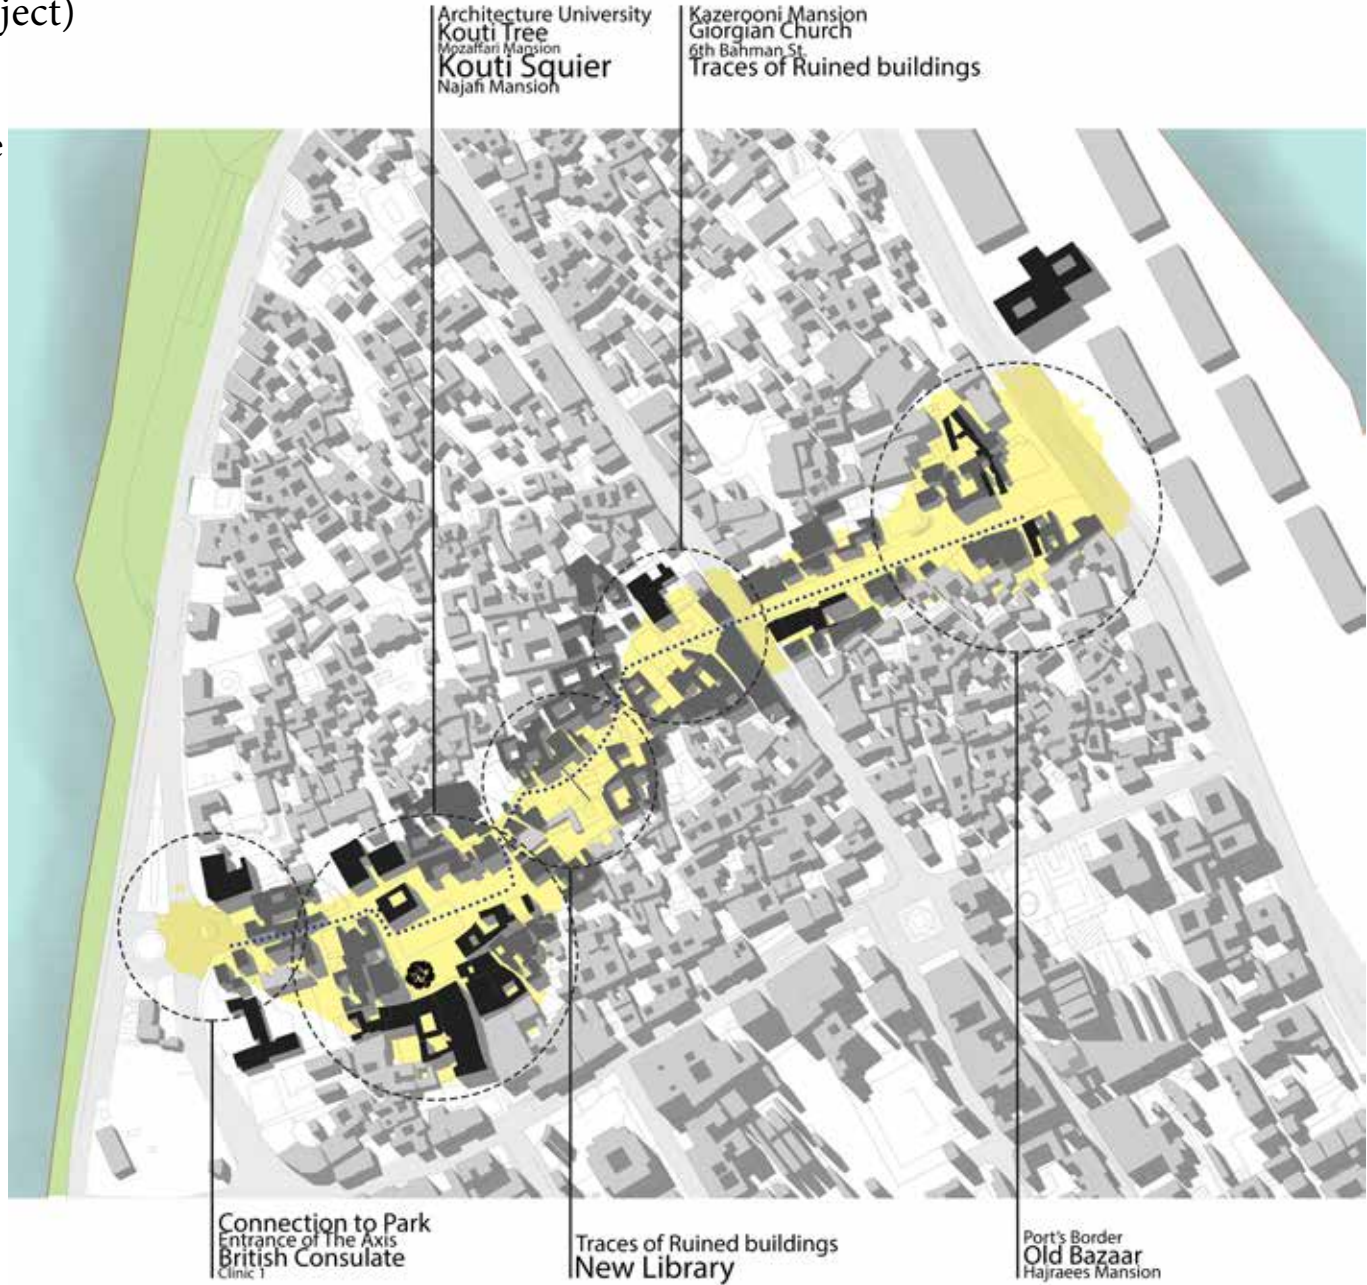 ject)
e
Architecture University
Kouti Tree
Mozaffari Mansion
Kouti Squier
Najafi Mansion
Kazerooni Mansion
Giorgian Church
6th Bahman St.
Traces of Ruined buildings
Connection to Park
Entrance of The Axis
British Consulate
Clinic 1
Traces of Ruined buildings
New Library
Port's Border
Old Bazaar
Hajraees Mansion